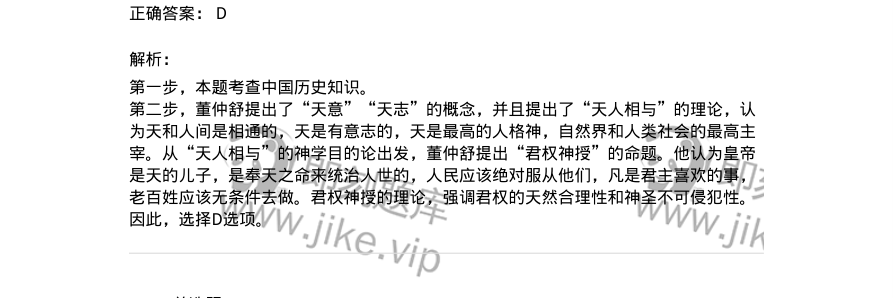 正确答案： D
解析：
第一步，本题考查中国历史知识。
第二步，董仲舒提出了“天意”“天志”的概念，并且提出了“天人相与”的理论，认
为天和人间是相通的，天是有意志的，天是最高的人格神，自然界和人类社会的最高主
宰。从“天人相与”的神学目的论出发，董仲舒提出“君权神授”的命题。他认为皇帝
是天的儿子，是奉天之命来统治人世的，人民应该绝对服从他们，凡是君主喜欢的事，
老百姓应该无条件去做。君权神授的理论，强调君权的天然合理性和神圣不可侵犯性。
因此，选择D选项。
即刻题库
www.jike.vip
即刻
www.jik